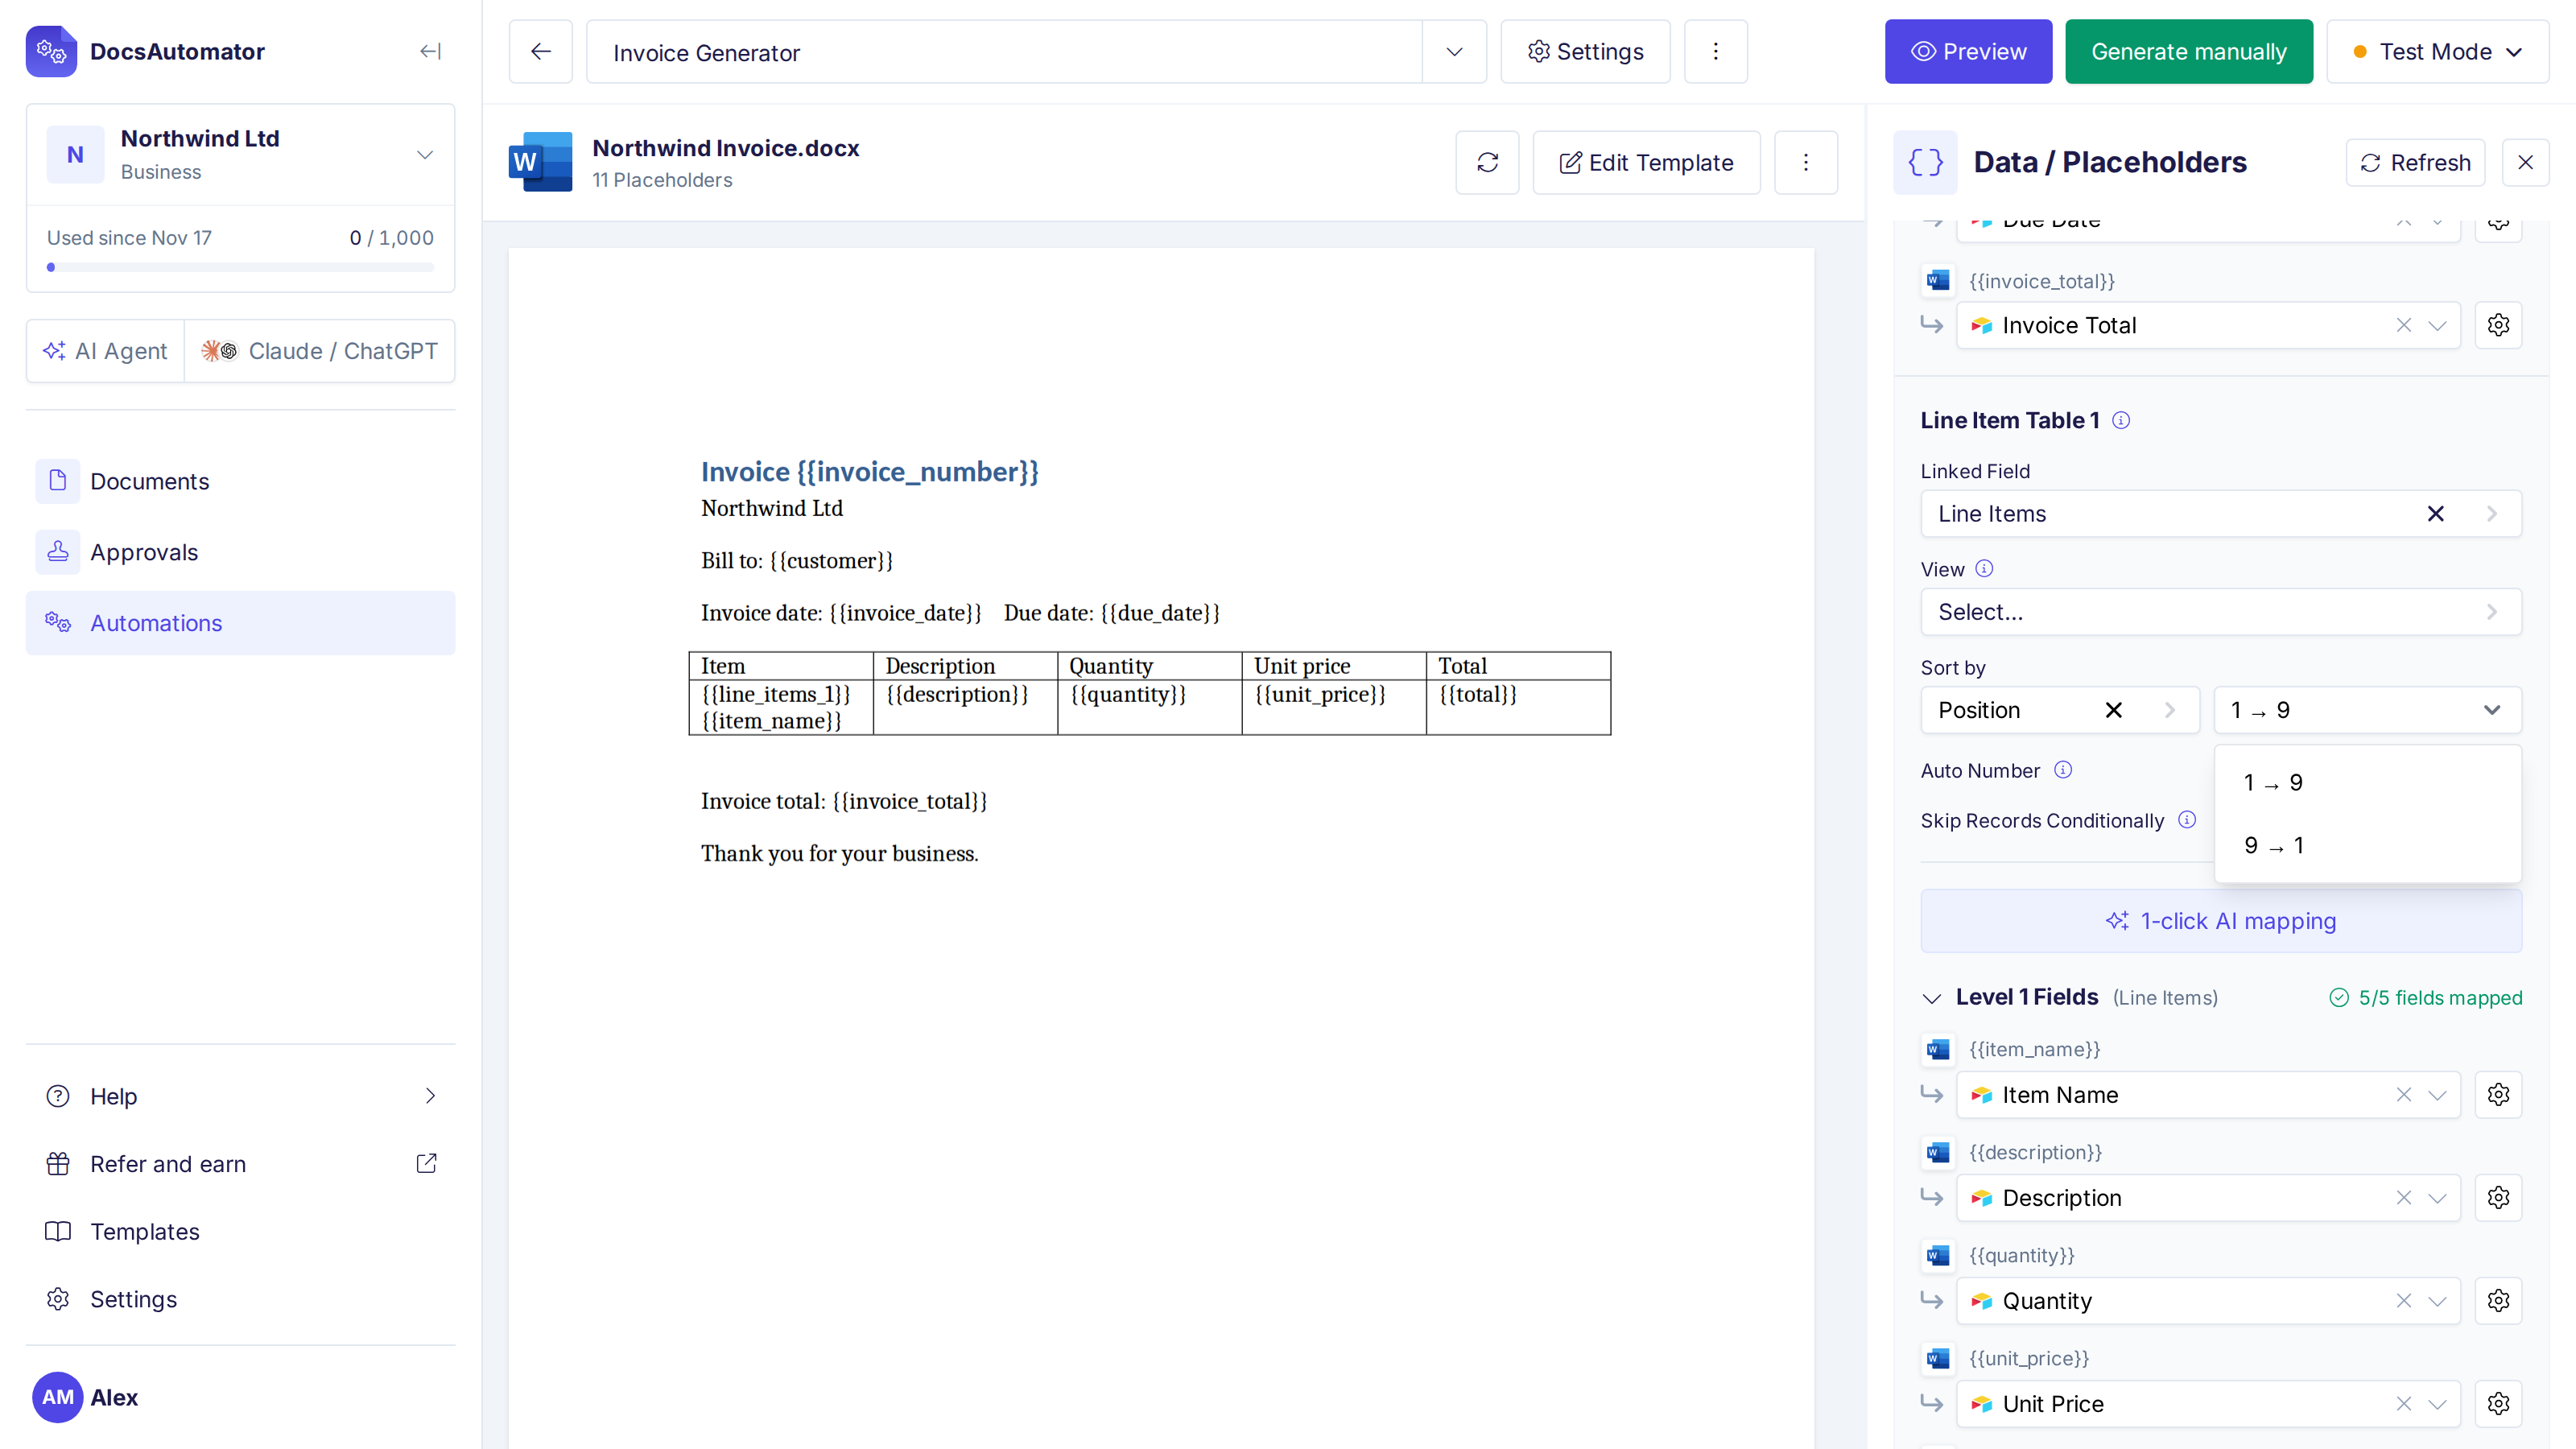 DocsAutomator
N
Northwind Ltd
Business
Used since Nov 17
0 / 1,000
AI Agent
Claude / ChatGPT
Documents
Approvals
Automations
Help
Refer and earn
Templates
Settings
AM
Alex
Invoice Generator
Settings
Preview
Generate manually
Test Mode
W
Northwind Invoice.docx
11 Placeholders
Edit Template
Invoice {{invoice_number}}
Northwind Ltd
Bill to: {{customer}}
Invoice date: {{invoice_date}} Due date: {{due_date}}
Item Description Quantity Unit price Total
{{line_items_1}} {{description}} {{quantity}} {{unit_price}} {{total}}
{{item_name}}
Invoice total: {{invoice_total}}
Thank you for your business.
Data / Placeholders
Refresh
Due Date
{{invoice_total}}
Invoice Total
Line Item Table 1
Linked Field
Line Items
View
Select...
Sort by
Position
1 → 9
Auto Number
1 → 9
Skip Records Conditionally
9 → 1
1-click AI mapping
Level 1 Fields (Line Items)
5/5 fields mapped
{{item_name}}
Item Name
{{description}}
Description
{{quantity}}
Quantity
{{unit_price}}
Unit Price